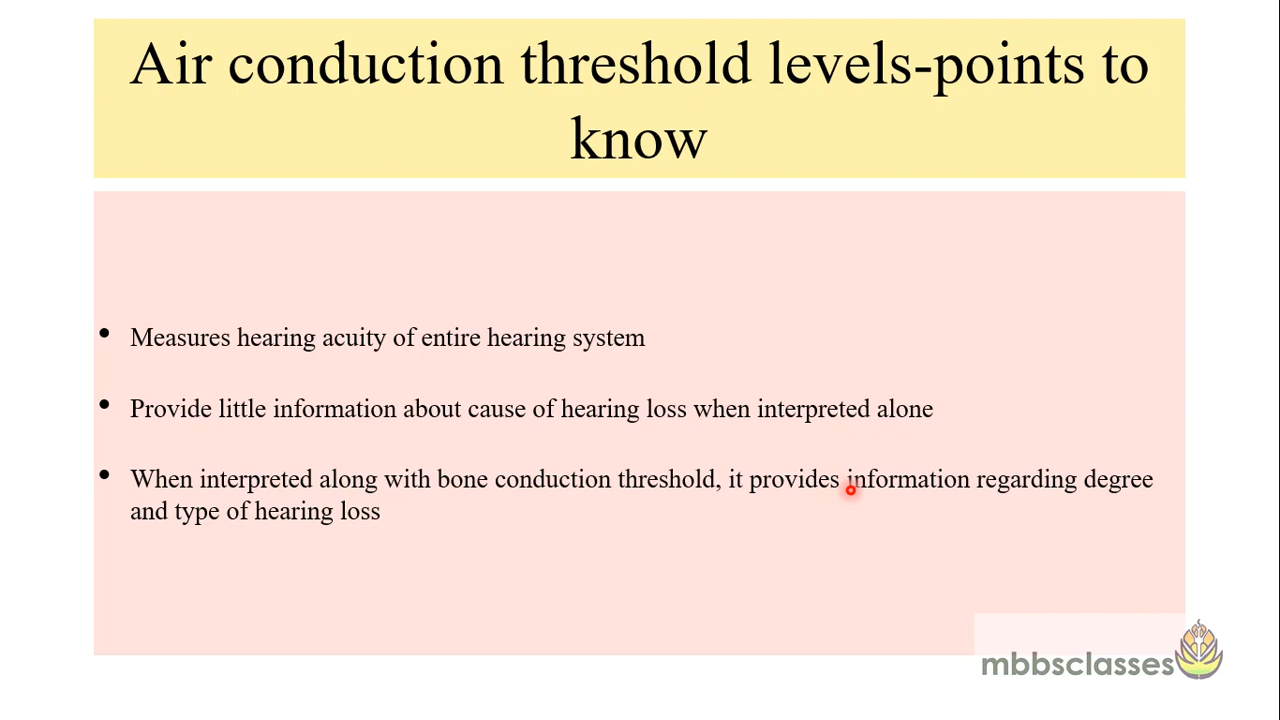 Air conduction threshold levels-points to
know
• Measures hearing acuity of entire hearing system
• Provide little information about cause of hearing loss when interpreted alone
• When interpreted along with bone conduction threshold, it provides information regarding degree
and type of hearing loss
mbbsclasses